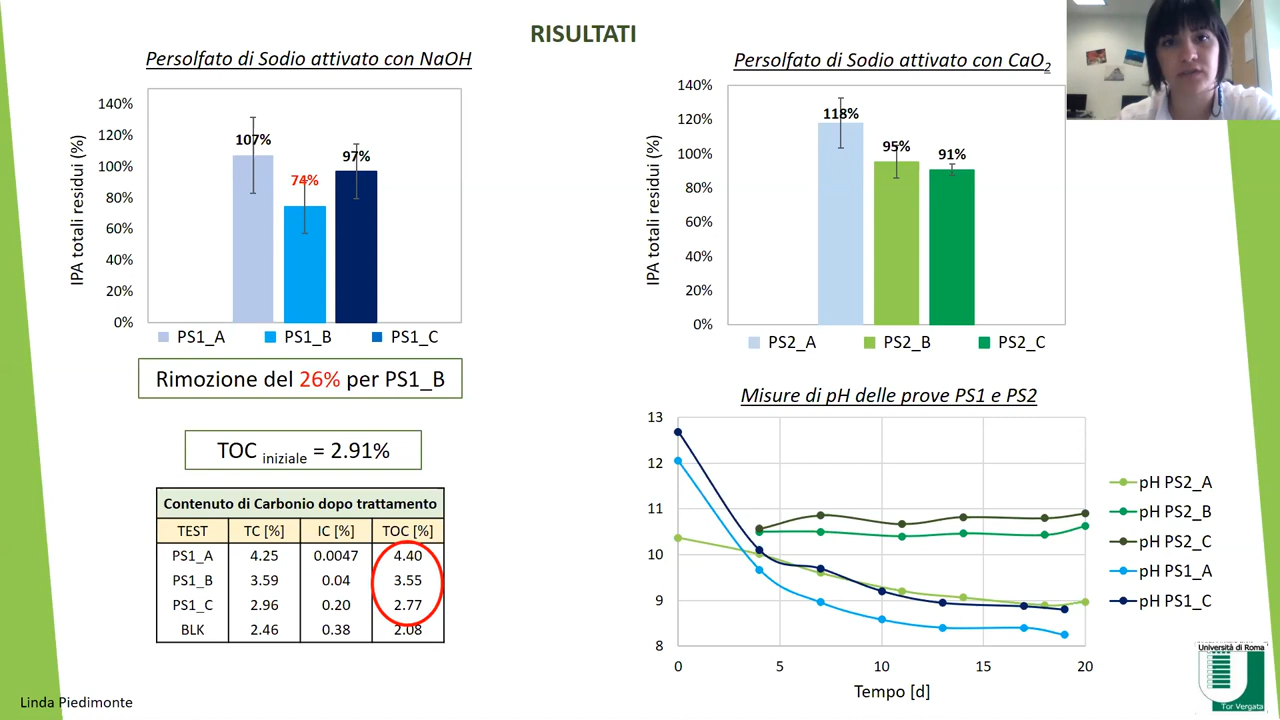 RISULTATI
Persolfato di Sodio attivato con NaOH
140%
120%
100%
80%
60%
40%
20%
0%
IPA totali residui (%)
107%
74%
97%
PS1_A
PS1_B
PS1_C
Rimozione del 26% per PS1_B
TOC iniziale = 2.91%
Contenuto di Carbonio dopo trattamento
TEST TC [%] IC [%] TOC [%]
PS1_A 4.25 0.0047 4.40
PS1_B 3.59 0.04 3.55
PS1_C 2.96 0.20 2.77
BLK 2.46 0.38 2.08
Linda Piedimonte
Persolfato di Sodio attivato con CaO2
140%
120%
100%
80%
60%
40%
20%
0%
IPA totali residui (%)
118%
95%
91%
PS2_A
PS2_B
PS2_C
Misure di pH delle prove PS1 e PS2
13
12
11
10
9
8
0 5 10 15 20
Tempo [d]
pH PS2_A
pH PS2_B
pH PS2_C
pH PS1_A
pH PS1_C
Università di Roma
Tor Vergata